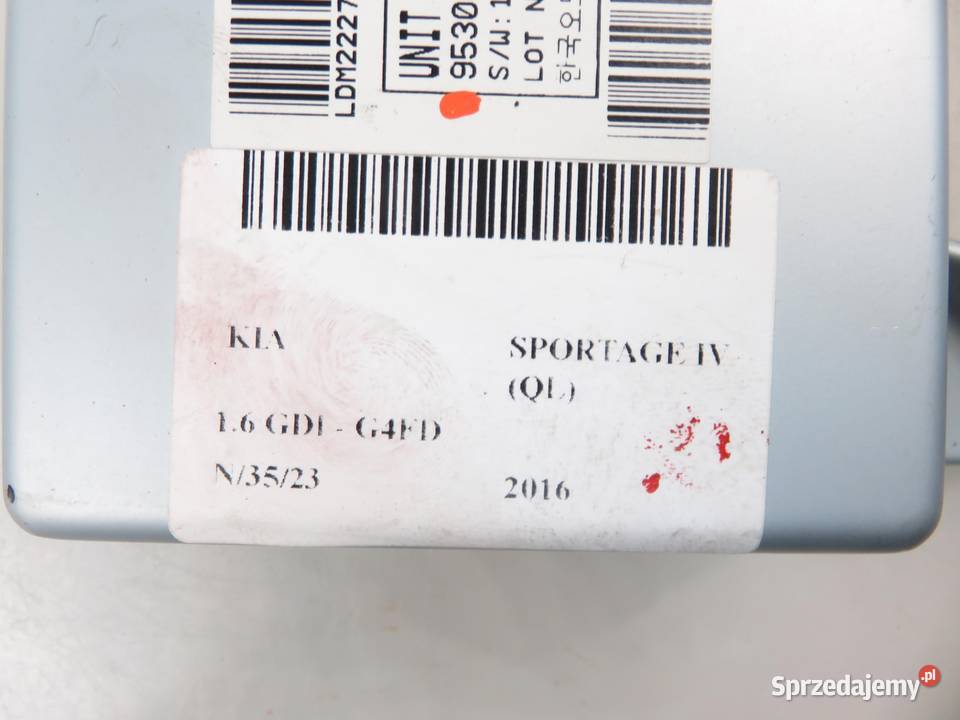 LDM2227
UNIT
9530
S/W:1
LOT N
한국오
KIA
SPORTAGE IV
(QL)
1.6 GDI - G4FD
N/35/23
2016
Sprzedajemy.pl